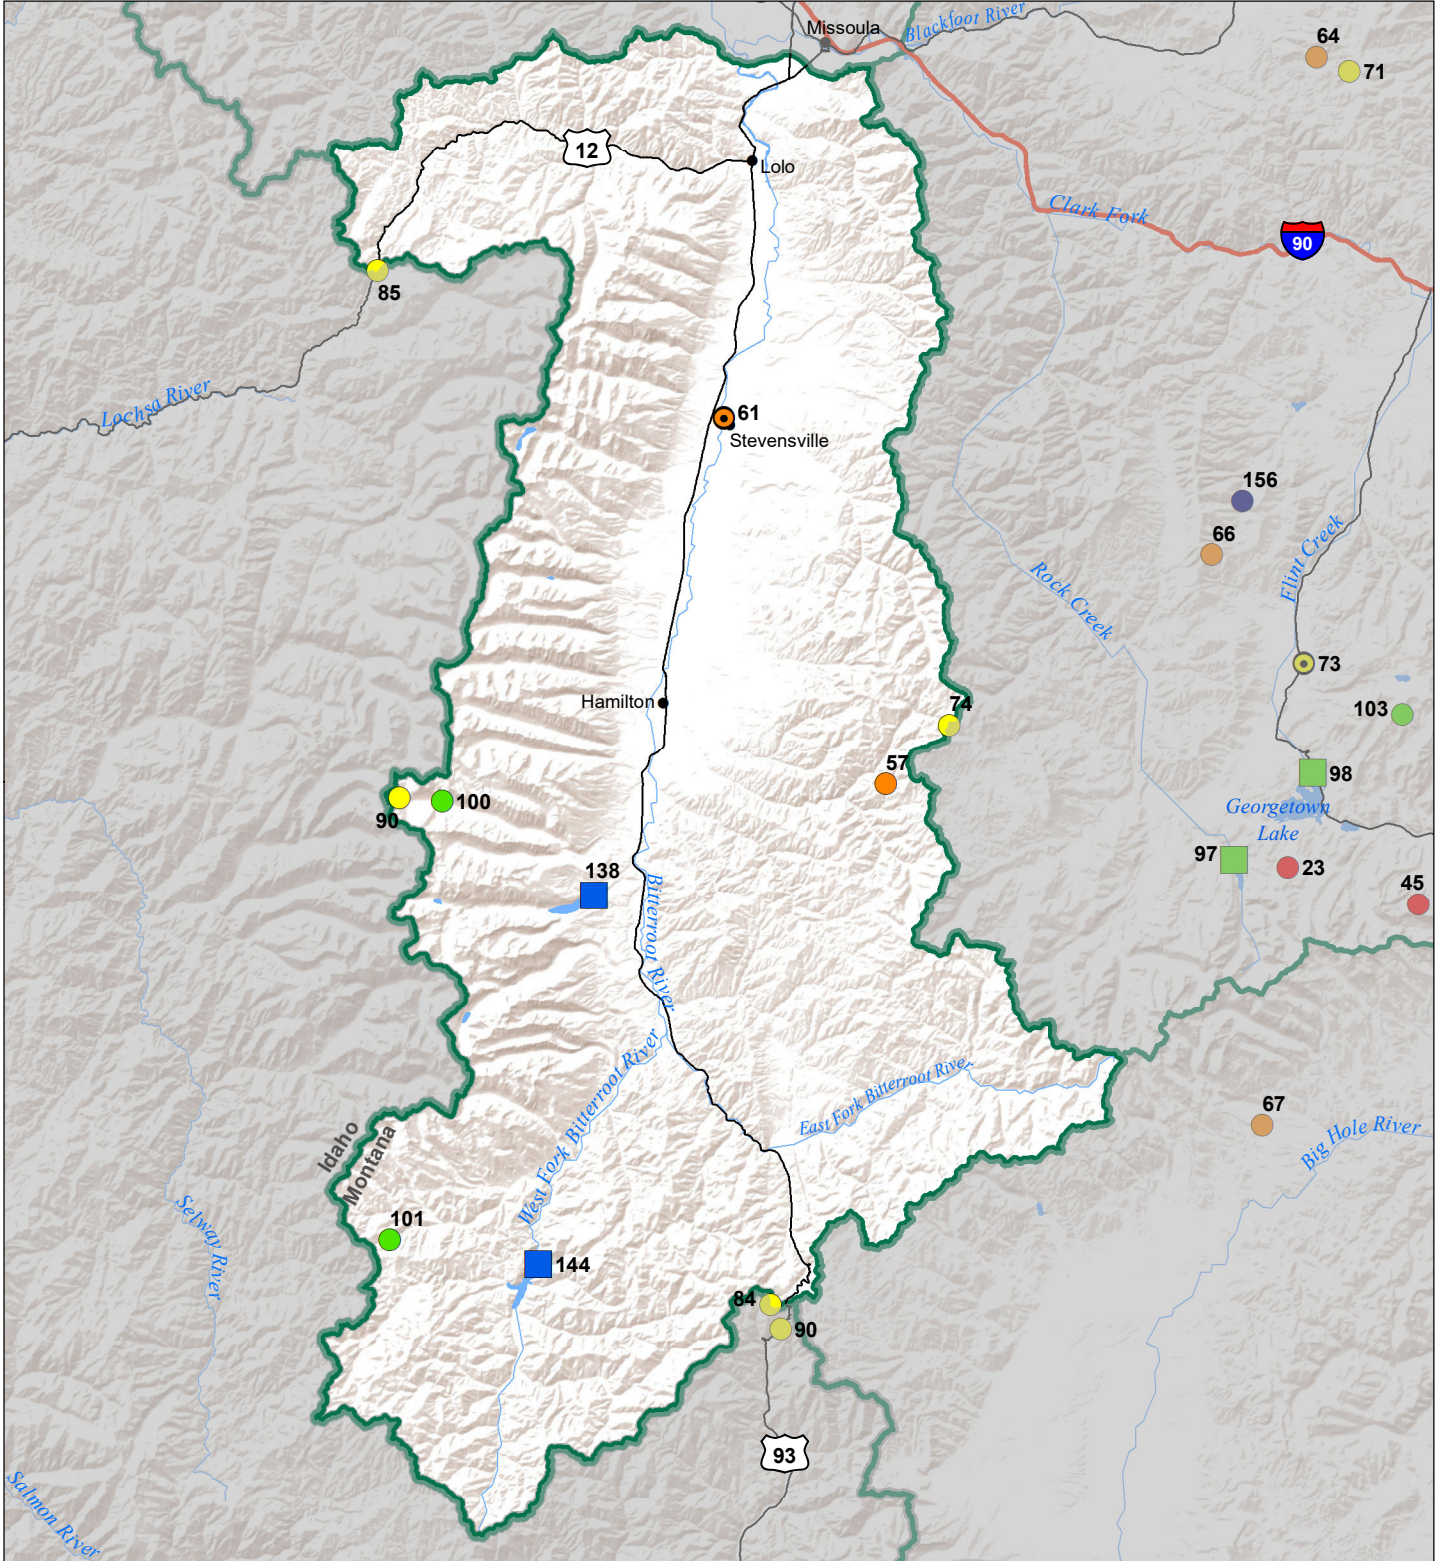 Missoula
Blackfoot River
64
71
12
Lolo
Clark Fork
90
85
Lochsa River
61
Stevensville
156
66
Flint Creek
Rock Creek
73
Hamilton
74
103
57
98
90
100
Georgetown
Lake
97
23
138
45
Bitterroot River
West Fork Bitterroot River
East Fork Bitterroot River
67
Big Hole River
Idaho
Montana
Selway River
101
144
84
90
93
Salmon River